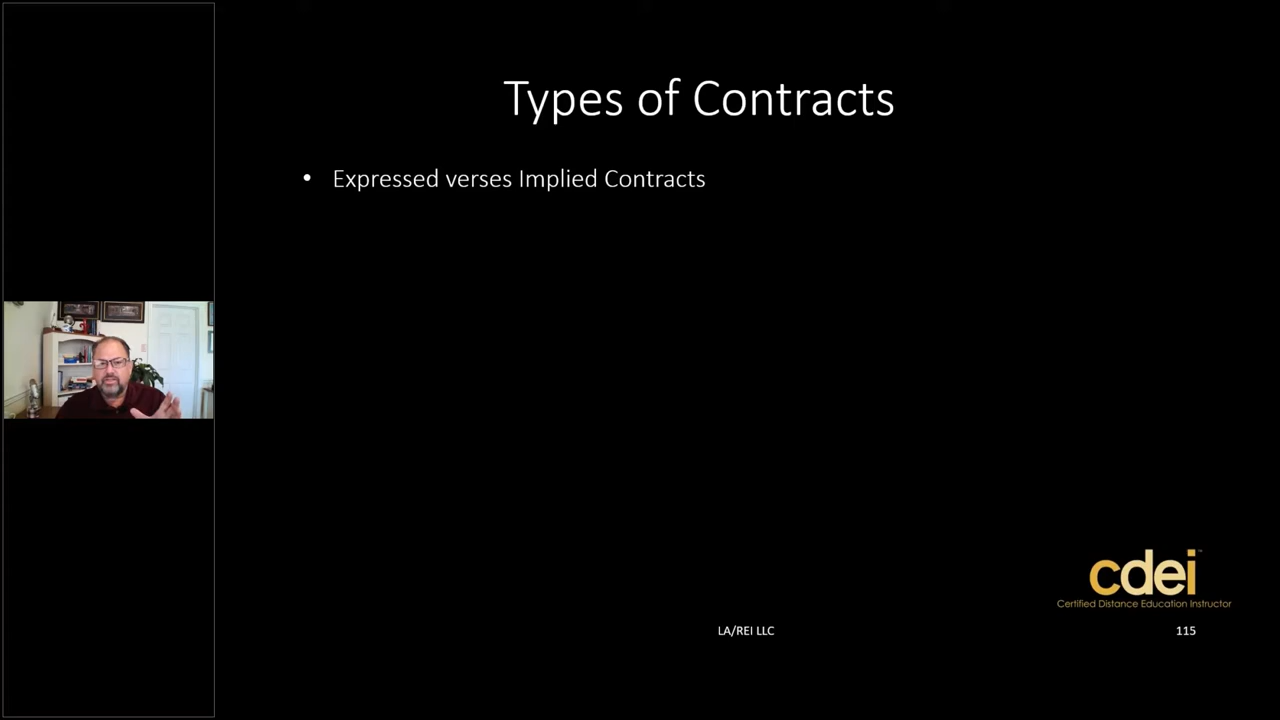 Types of Contracts
• Expressed verses Implied Contracts
cdei
Certified Distance Education Instructor
LA/REI LLC
115